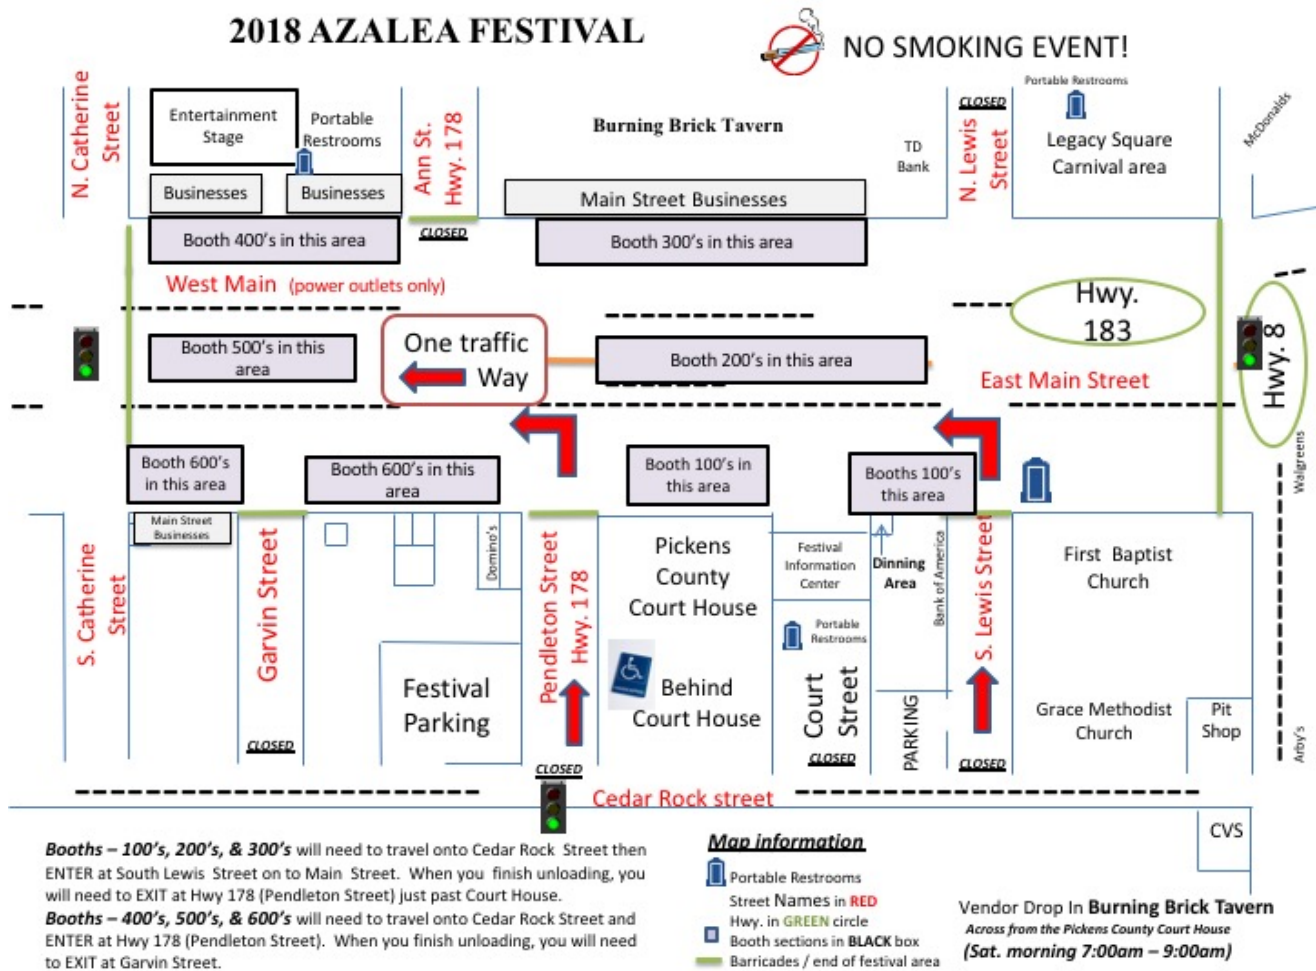 2018 AZALEA FESTIVAL
NO SMOKING EVENT!
N. Catherine
Street
Entertainment
Stage
Portable
Restrooms
Ann St.
Hwy. 178
Burning Brick Tavern
TD
Bank
CLOSED
N. Lewis
Street
Portable Restrooms
Legacy Square
Carnival area
McDonalds
Businesses
Businesses
Main Street Businesses
CLOSED
Booth 400's in this area
Booth 300's in this area
West Main (power outlets only)
Hwy.
183
Hwy. 8
Booth 500's in this
area
One traffic
Way
Booth 200's in this area
East Main Street
Booth 600's
in this area
Booth 600's in this
area
Booth 100's in
this area
Booths 100's
this area
Walgreens
Main Street
Businesses
S. Catherine
Street
Garvin Street
CLOSED
Domino's
Festival
Parking
Pendleton Street
Hwy. 178
CLOSED
Pickens
County
Court House
Behind
Court House
Festival
Information
Center
Portable
Restrooms
Court
Street
CLOSED
Dinning
Area
PARKING
Bank of America
S. Lewis Street
CLOSED
First Baptist
Church
Grace Methodist
Church
Pit
Shop
Arby's
Cedar Rock street
CVS
Booths – 100's, 200's, & 300's will need to travel onto Cedar Rock Street then
ENTER at South Lewis Street on to Main Street. When you finish unloading, you
will need to EXIT at Hwy 178 (Pendleton Street) just past Court House.
Booths – 400's, 500's, & 600's will need to travel onto Cedar Rock Street and
ENTER at Hwy 178 (Pendleton Street). When you finish unloading, you will need
to EXIT at Garvin Street.
Map information
Portable Restrooms
Street Names in RED
Hwy. in GREEN circle
Booth sections in BLACK box
Barricades / end of festival area
Vendor Drop In Burning Brick Tavern
Across from the Pickens County Court House
(Sat. morning 7:00am – 9:00am)